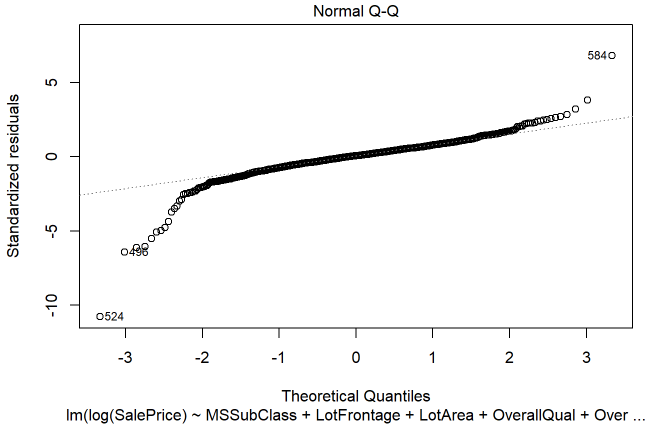 Normal Q-Q
584
5
0
-5
-10
496
524
Standardized residuals
-3 -2 -1 0 1 2 3
Theoretical Quantiles
lm(log(SalePrice) ~ MSSubClass + LotFrontage + LotArea + OverallQual + Over ...